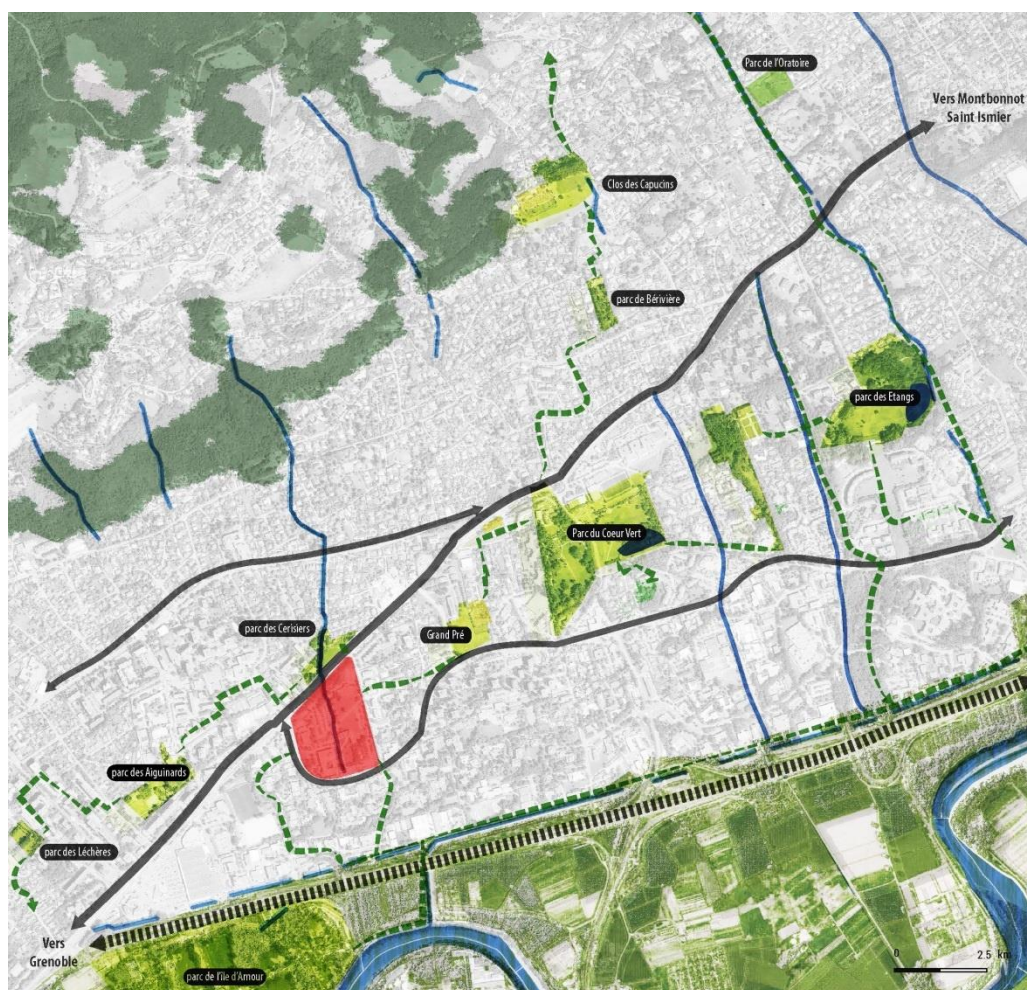 Parc de l'Oratoire
Vers Montbonnot
Saint Ismier
Clos des Capucins
parc de Bérivière
parc des Etangs
Parc du Coeur Vert
parc des Cerisiers
Grand Pré
parc des Aiguinards
parc des Léchères
Vers
Grenoble
parc de l'île d'Amour
0 2.5 km